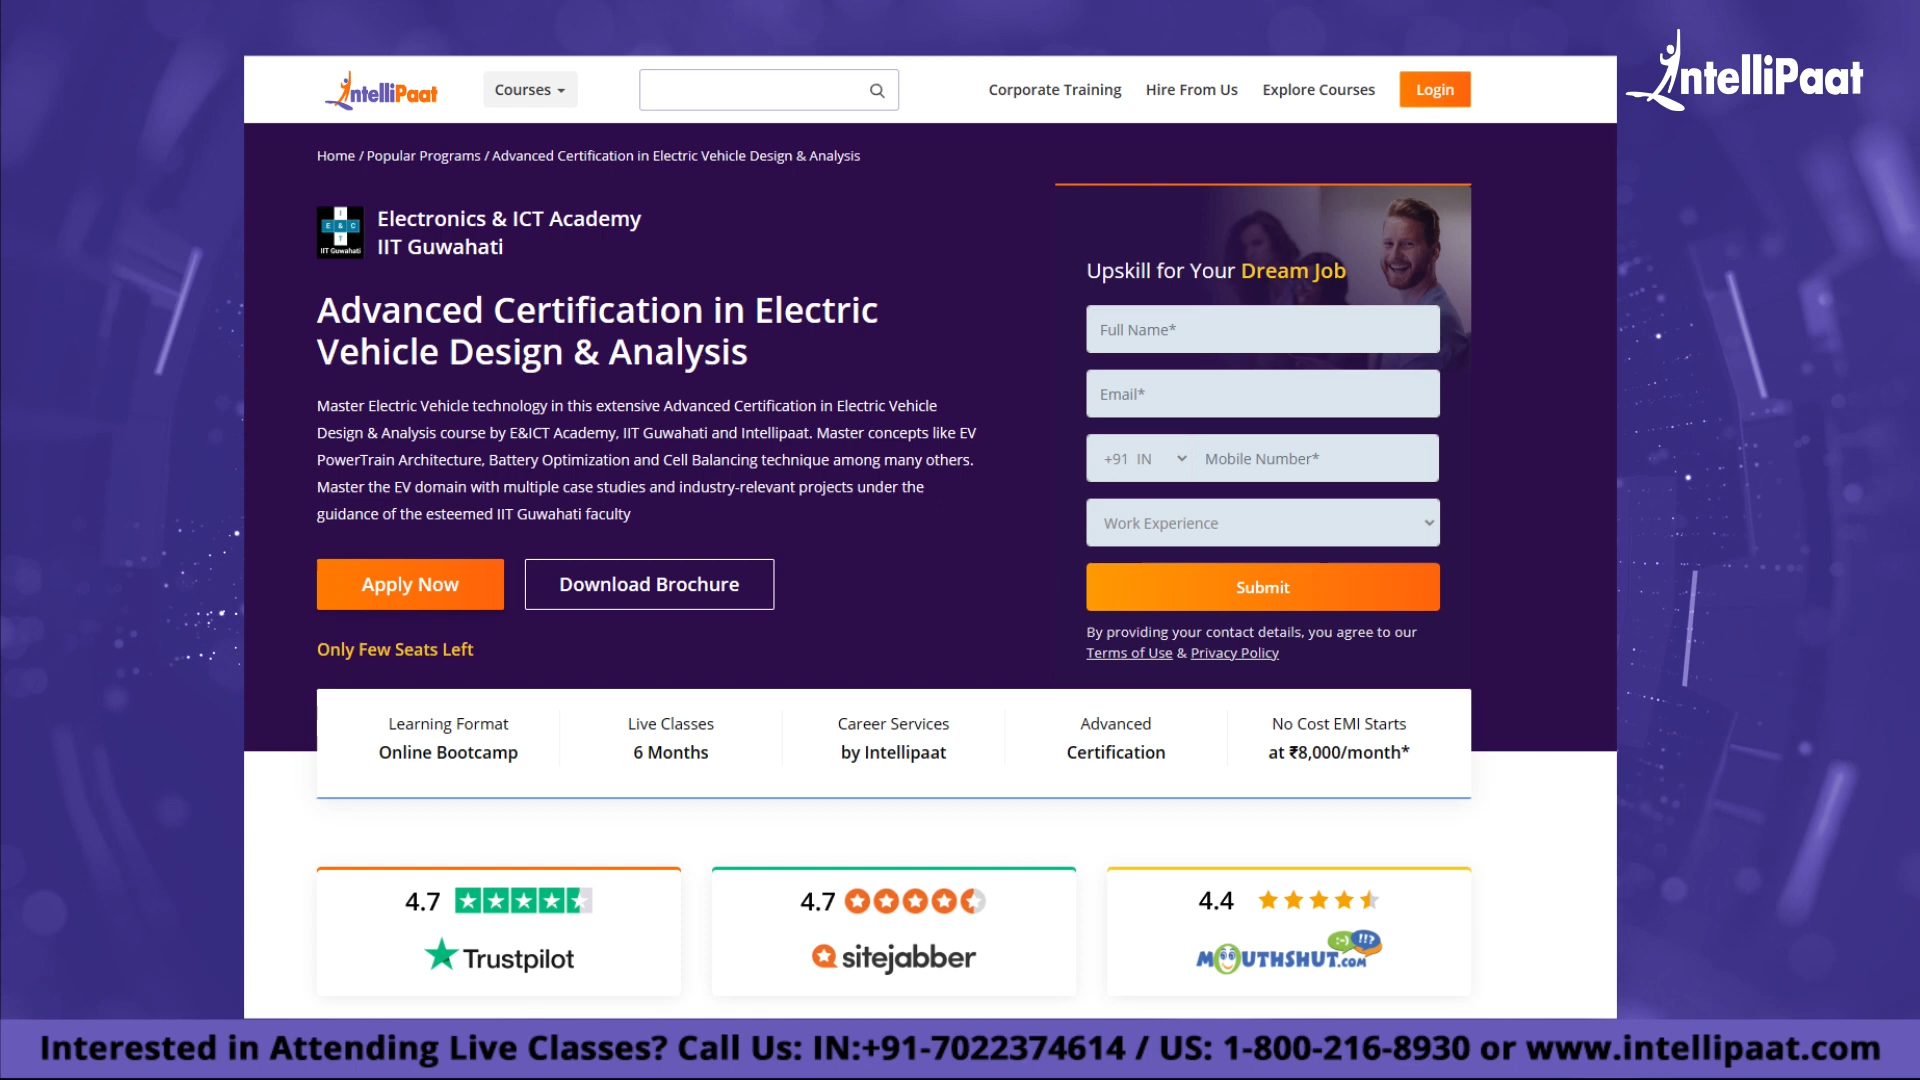 IntelliPaat
IntelliPaat
Courses
Corporate Training
Hire From Us
Explore Courses
Login
Home / Popular Programs / Advanced Certification in Electric Vehicle Design & Analysis
I
E & C
T
IIT Guwahati
Electronics & ICT Academy
IIT Guwahati
Advanced Certification in Electric
Vehicle Design & Analysis
Master Electric Vehicle technology in this extensive Advanced Certification in Electric Vehicle
Design & Analysis course by E&ICT Academy, IIT Guwahati and Intellipaat. Master concepts like EV
PowerTrain Architecture, Battery Optimization and Cell Balancing technique among many others.
Master the EV domain with multiple case studies and industry-relevant projects under the
guidance of the esteemed IIT Guwahati faculty
Apply Now
Download Brochure
Only Few Seats Left
Upskill for Your Dream Job
Full Name*
Email*
+91 IN
Mobile Number*
Work Experience
Submit
By providing your contact details, you agree to our
Terms of Use & Privacy Policy
Learning Format
Online Bootcamp
Live Classes
6 Months
Career Services
by Intellipaat
Advanced
Certification
No Cost EMI Starts
at ₹8,000/month*
4.7
Trustpilot
4.7
sitejabber
4.4
:-) !!?
MOUTHSHUT.COM
Interested in Attending Live Classes? Call Us: IN:+91-7022374614 / US: 1-800-216-8930 or www.intellipaat.com